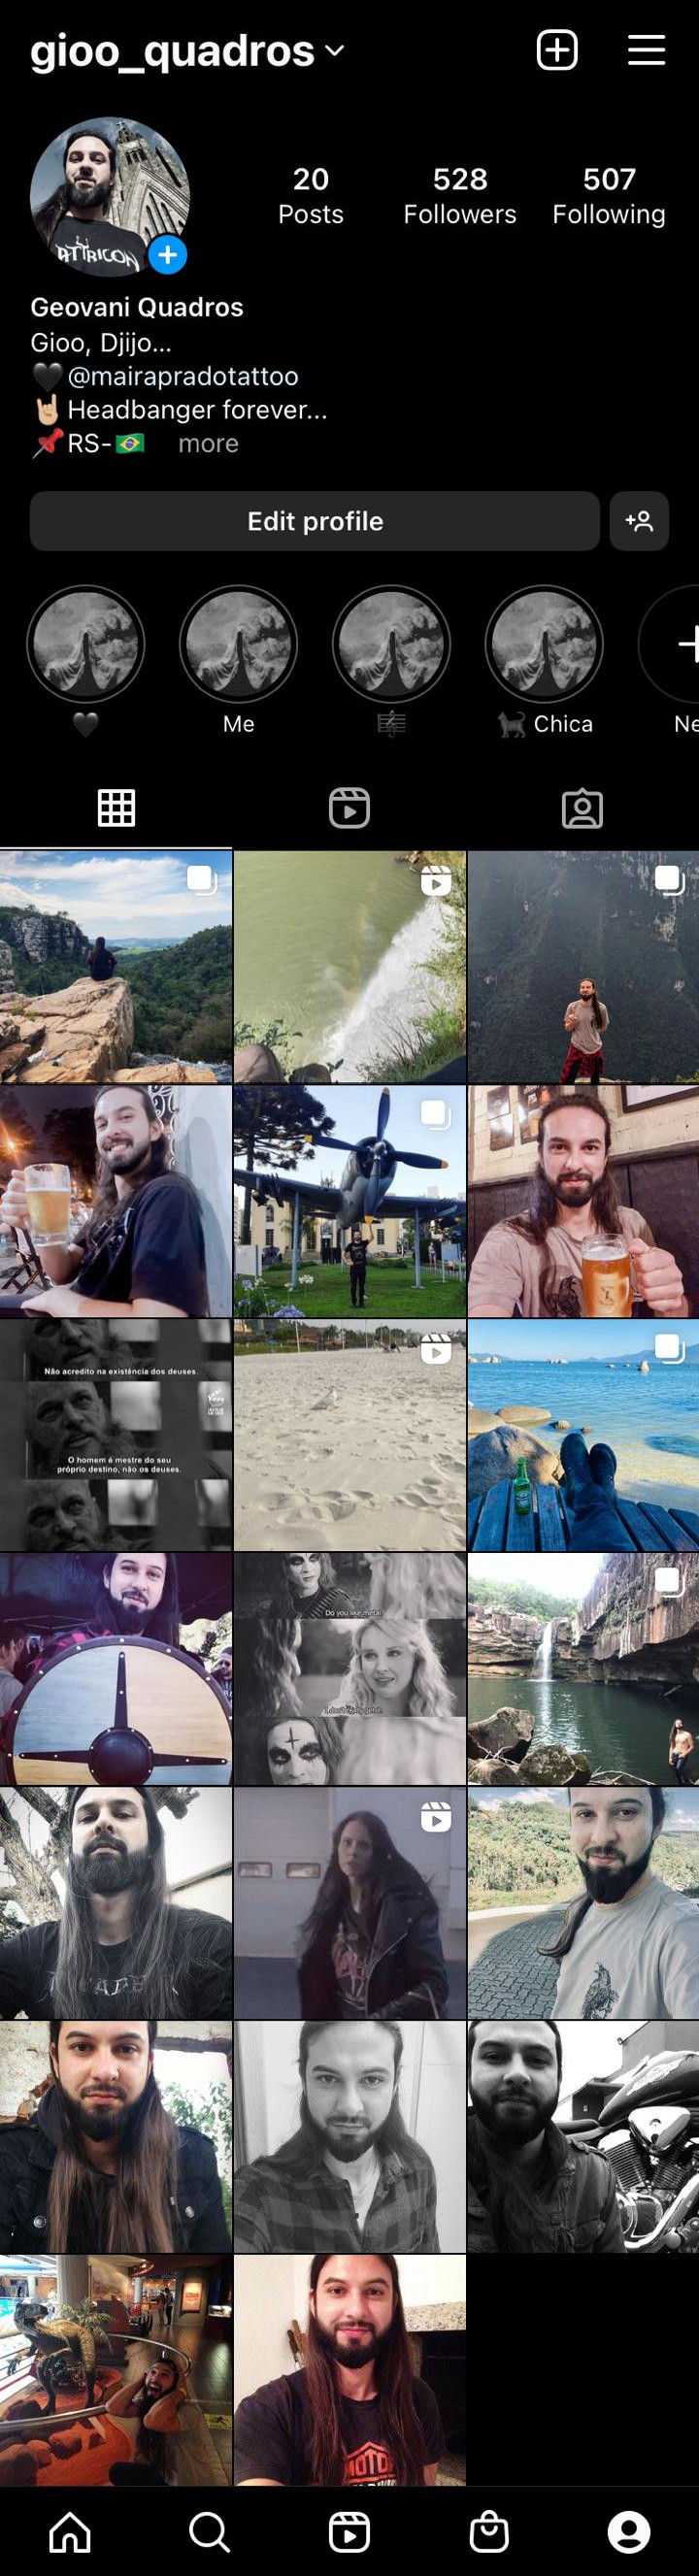 gioo_quadros
20
Posts
528
Followers
507
Following
Geovani Quadros
Gioo, Djijo...
🖤@mairapradotattoo
🤘🏼Headbanger forever...
📌RS-🇧🇷 more
Edit profile
🖤
Me
🎼
🐈‍⬛ Chica
Ne
Não acredito na existência dos deuses.
O homem é mestre do seu
próprio destino, não os deuses.
Do you like metal?